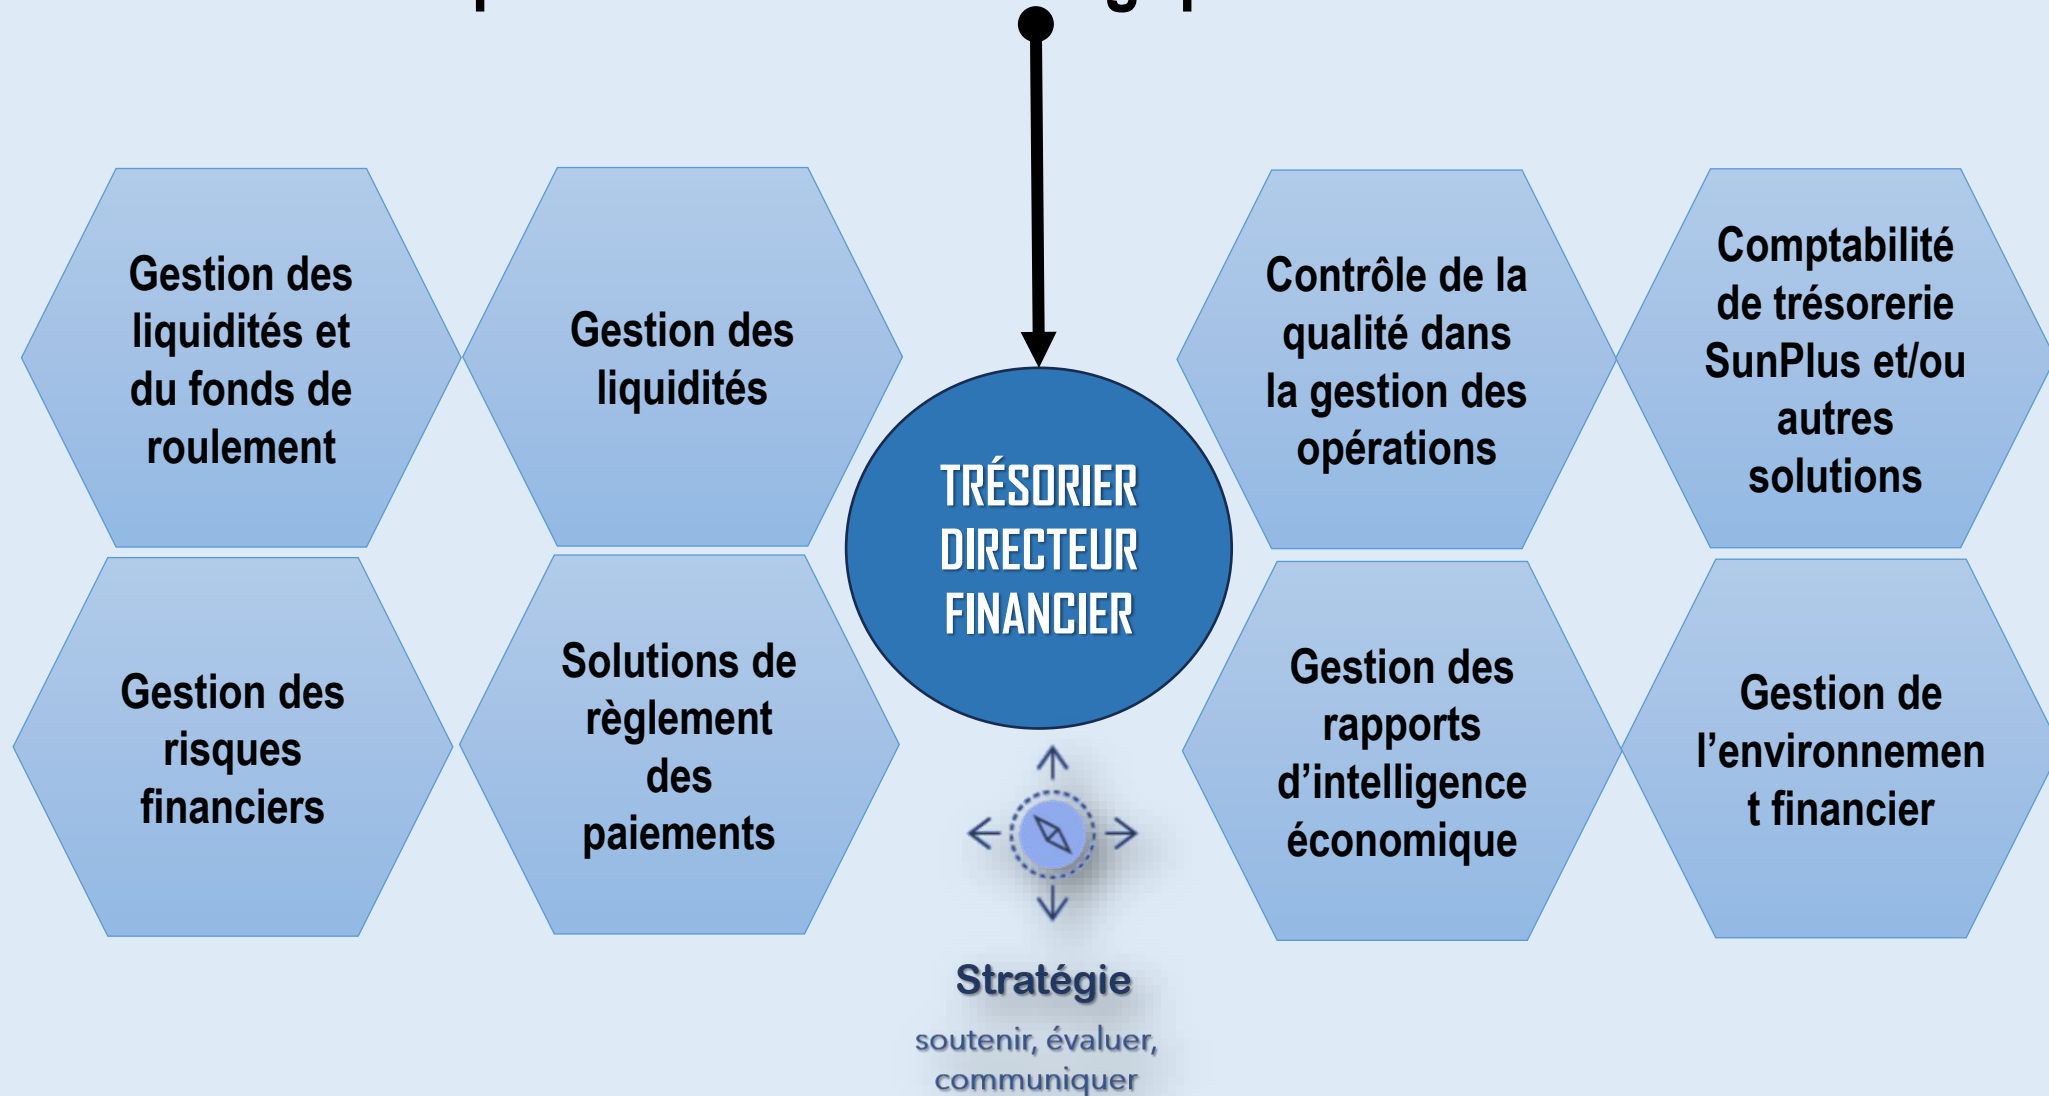 Gestion des
liquidités et
du fonds de
roulement
Gestion des
liquidités
Contrôle de la
qualité dans
la gestion des
opérations
Comptabilité
de trésorerie
SunPlus et/ou
autres
solutions
TRÉSORIER
DIRECTEUR
FINANCIER
Gestion des
risques
financiers
Solutions de
règlement
des
paiements
Gestion des
rapports
d’intelligence
économique
Gestion de
l’environnemen
t financier
Stratégie
soutenir, évaluer,
communiquer